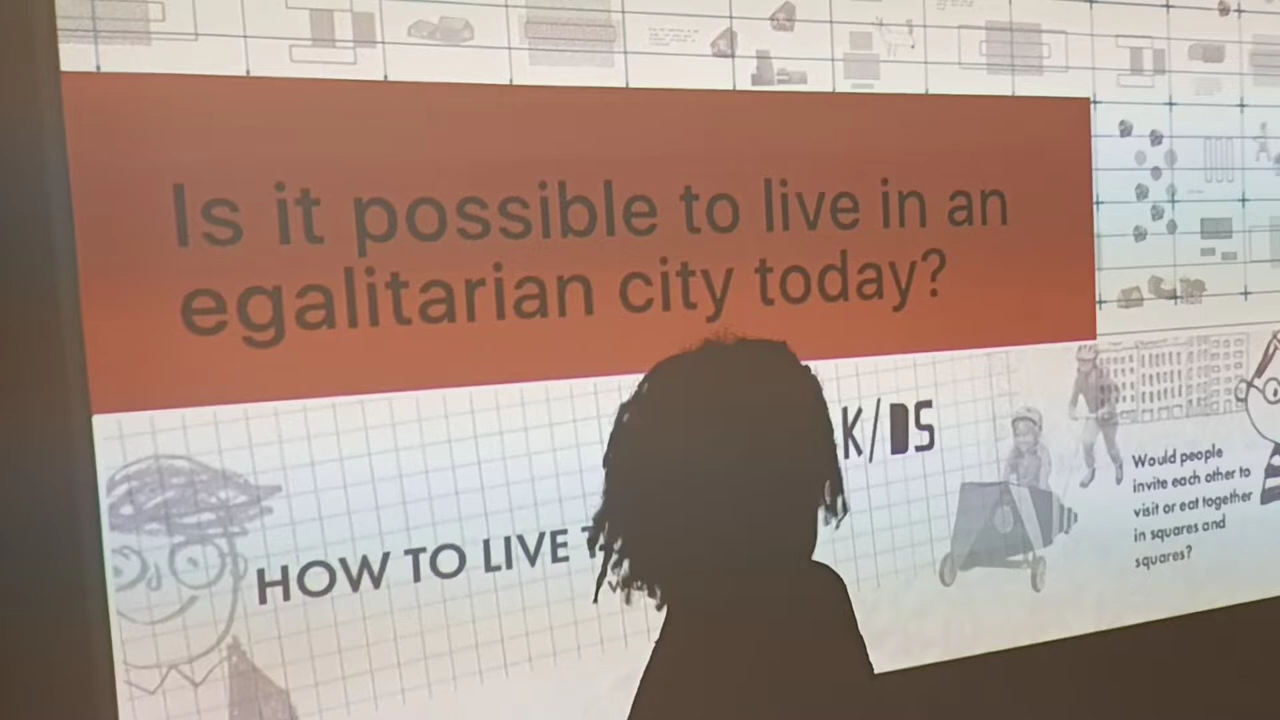 Is it possible to live in an
egalitarian city today?
K/DS
HOW TO LIVE
Would people
invite each other to
visit or eat together
in squares and
squares?